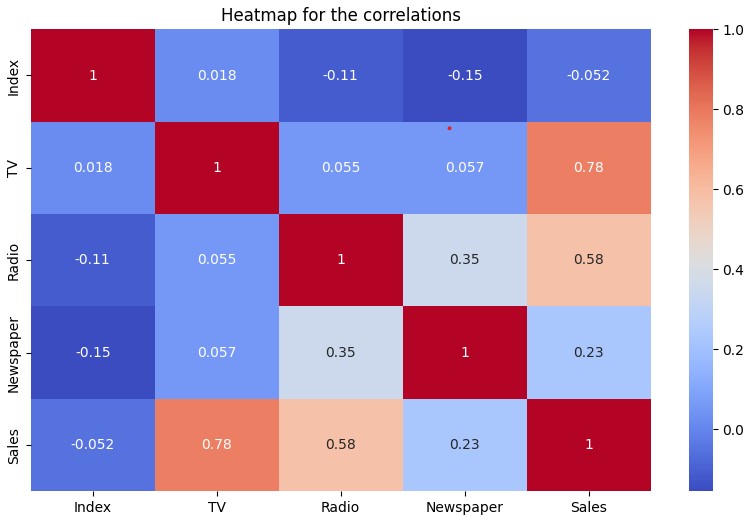 Heatmap for the correlations
Index 1 0.018 -0.11 -0.15 -0.052
TV 0.018 1 0.055 0.057 0.78
Radio -0.11 0.055 1 0.35 0.58
Newspaper -0.15 0.057 0.35 1 0.23
Sales -0.052 0.78 0.58 0.23 1
Index TV Radio Newspaper Sales
1.0
0.8
0.6
0.4
0.2
0.0